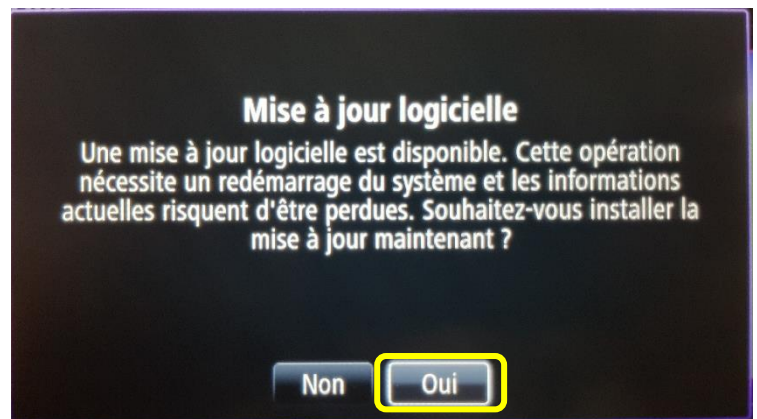 Mise à jour logicielle
Une mise à jour logicielle est disponible. Cette opération
nécessite un redémarrage du système et les informations
actuelles risquent d'être perdues. Souhaitez-vous installer la
mise à jour maintenant ?
Non Oui